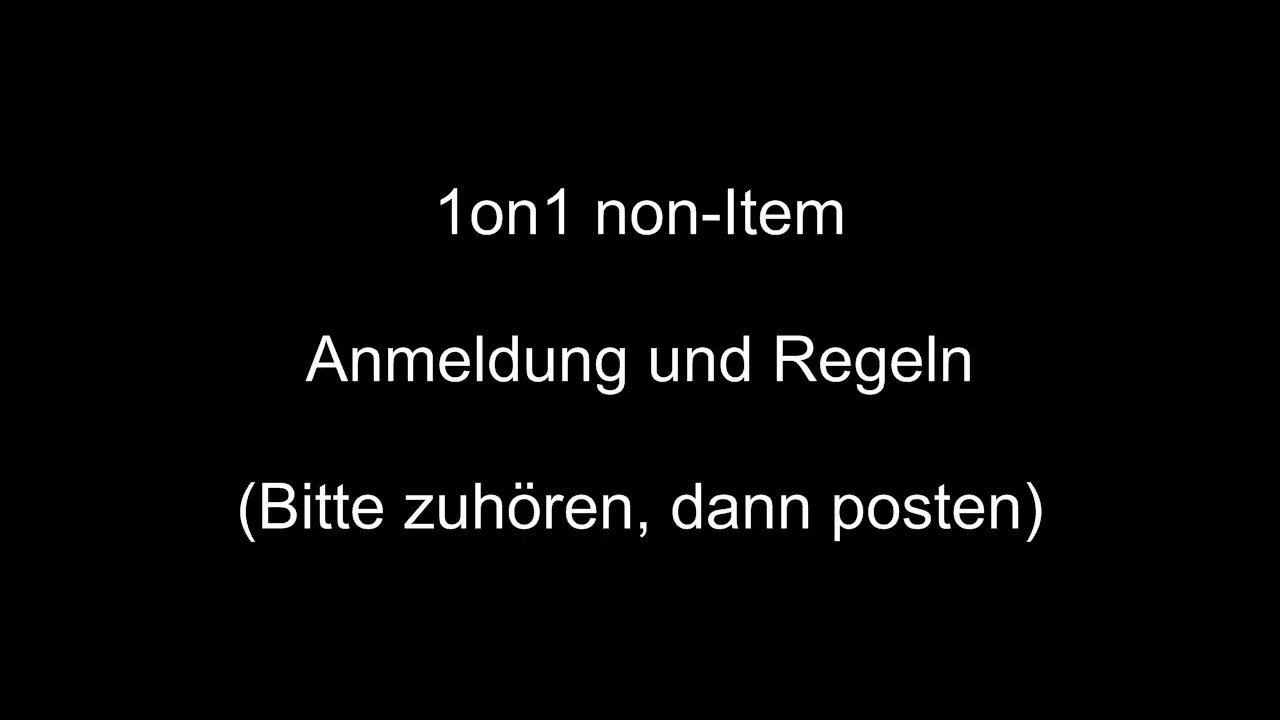 1on1 non-Item
Anmeldung und Regeln
(Bitte zuhören, dann posten)